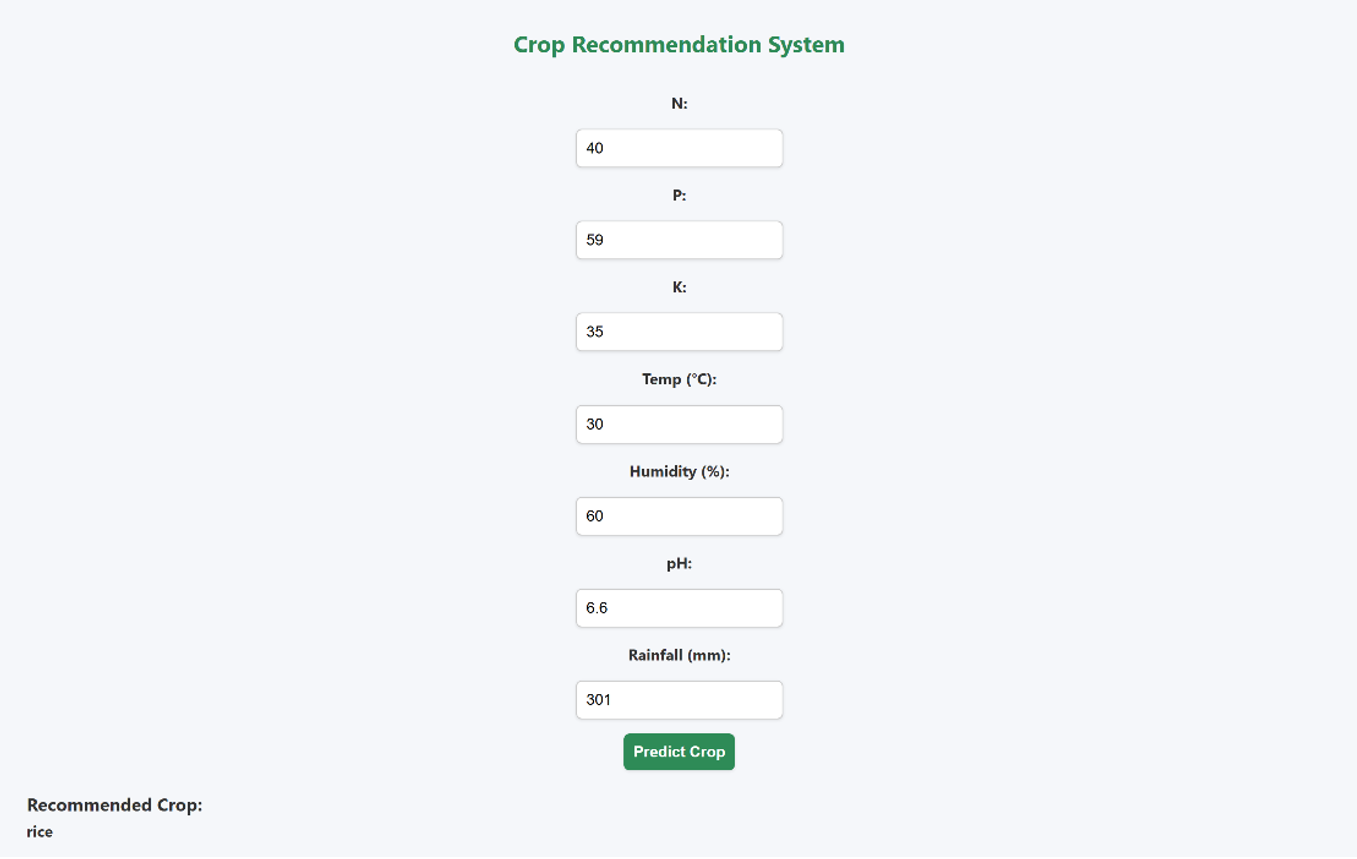 Crop Recommendation System
N:
40
P:
59
K:
35
Temp (°C):
30
Humidity (%):
60
pH:
6.6
Rainfall (mm):
301
Predict Crop
Recommended Crop:
rice